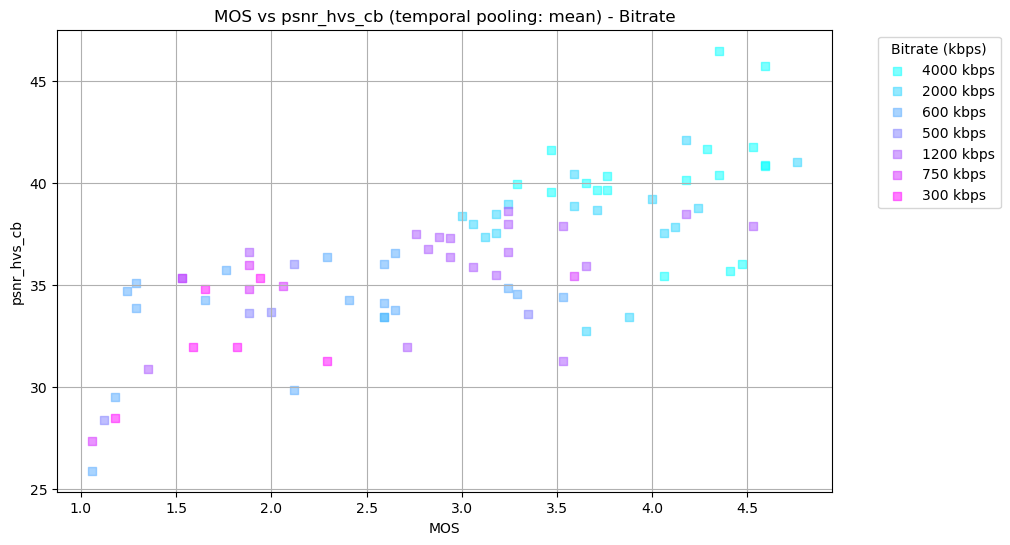 MOS vs psnr_hvs_cb (temporal pooling: mean) - Bitrate
psnr_hvs_cb
45
40
35
30
25
1.0 1.5 2.0 2.5 3.0 3.5 4.0 4.5
MOS
Bitrate (kbps)
4000 kbps
2000 kbps
600 kbps
500 kbps
1200 kbps
750 kbps
300 kbps